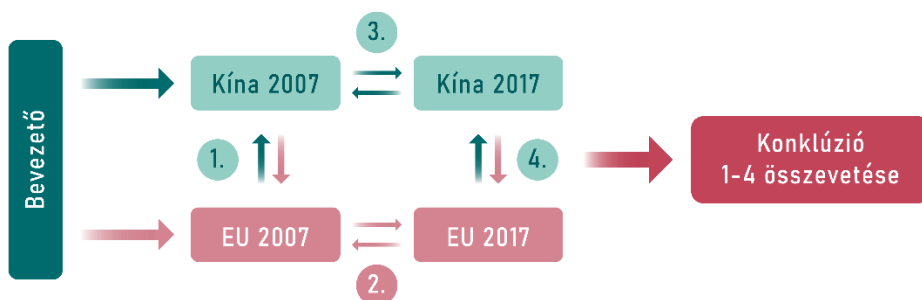 Bevezető
3.
Kína 2007
Kína 2017
1.
4.
Konklúzió
1-4 összevetése
EU 2007
EU 2017
2.